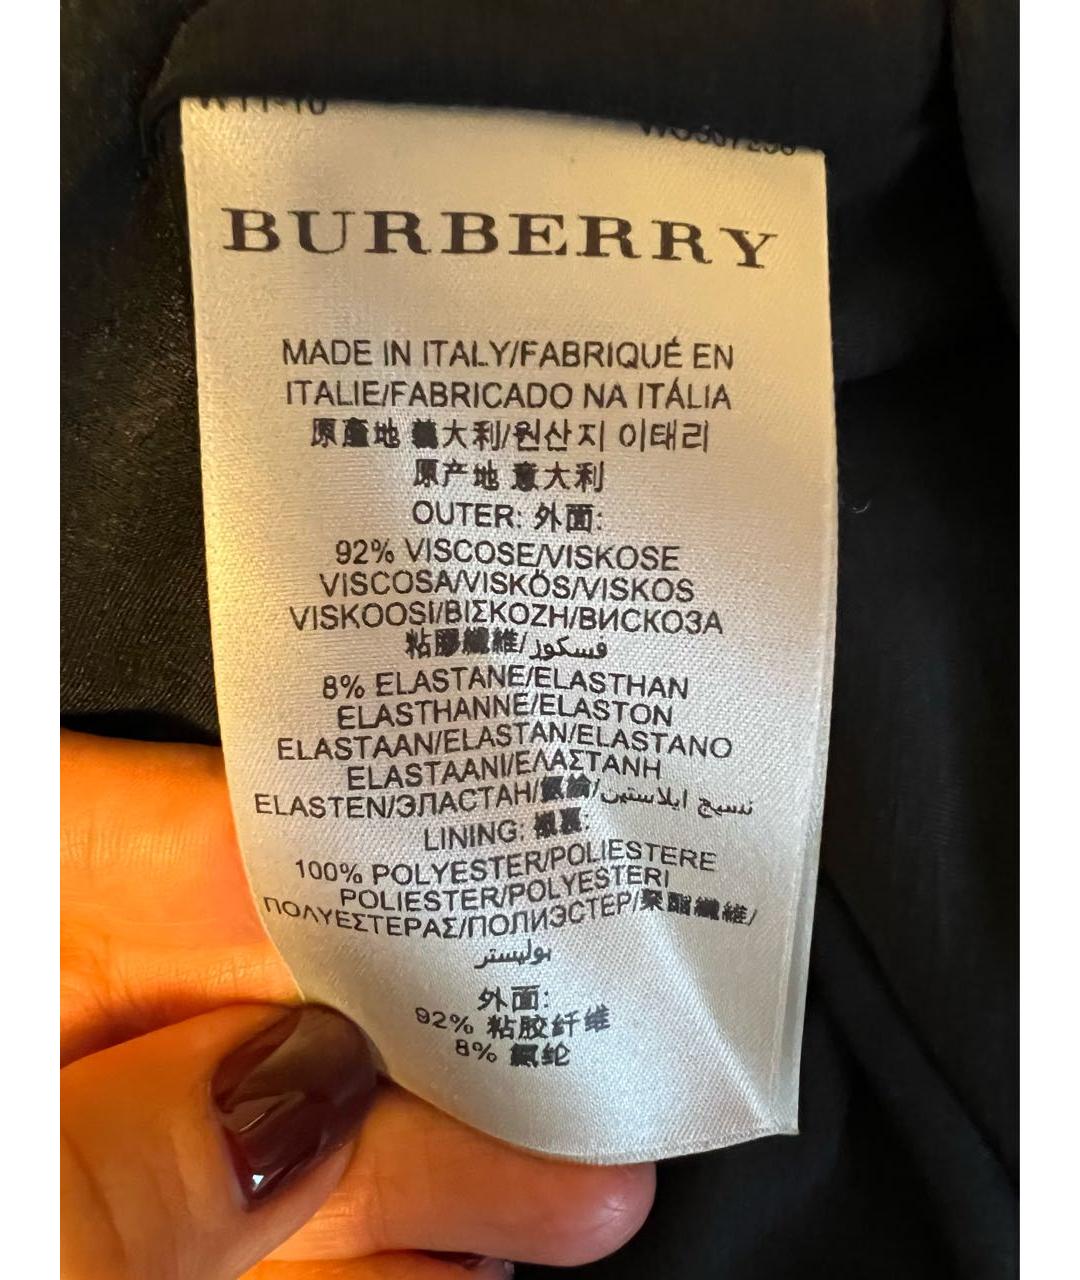 BURBERRY
MADE IN ITALY/FABRIQUÉ EN
ITALIE/FABRICADO NA ITÁLIA
原產地 義大利/원산지 이태리
原产地 意大利
OUTER: 外面:
92% VISCOSE/VISKOSE
VISCOSA/VISKÓS/VISKOS
VISKOOSI/ΒΙΣΚΟΖΗ/ВИСКОЗА
粘膠纖維/فسكوز
8% ELASTANE/ELASTHAN
ELASTHANNE/ELASTON
ELASTAAN/ELASTAN/ELASTANO
ELASTAANI/ΕΛΑΣΤΑΝΗ
ELASTEN/ЭЛАСТАН/氨綸/نسيج ايلاستين
LINING: 襯裏:
100% POLYESTER/POLIESTERE
POLIESTER/POLYESTERI
ΠΟΛΥΕΣΤΕΡΑΣ/ПОЛИЭСТЕР/聚酯纖維/
بوليستر
外面:
92% 粘胶纤维
8% 氨纶